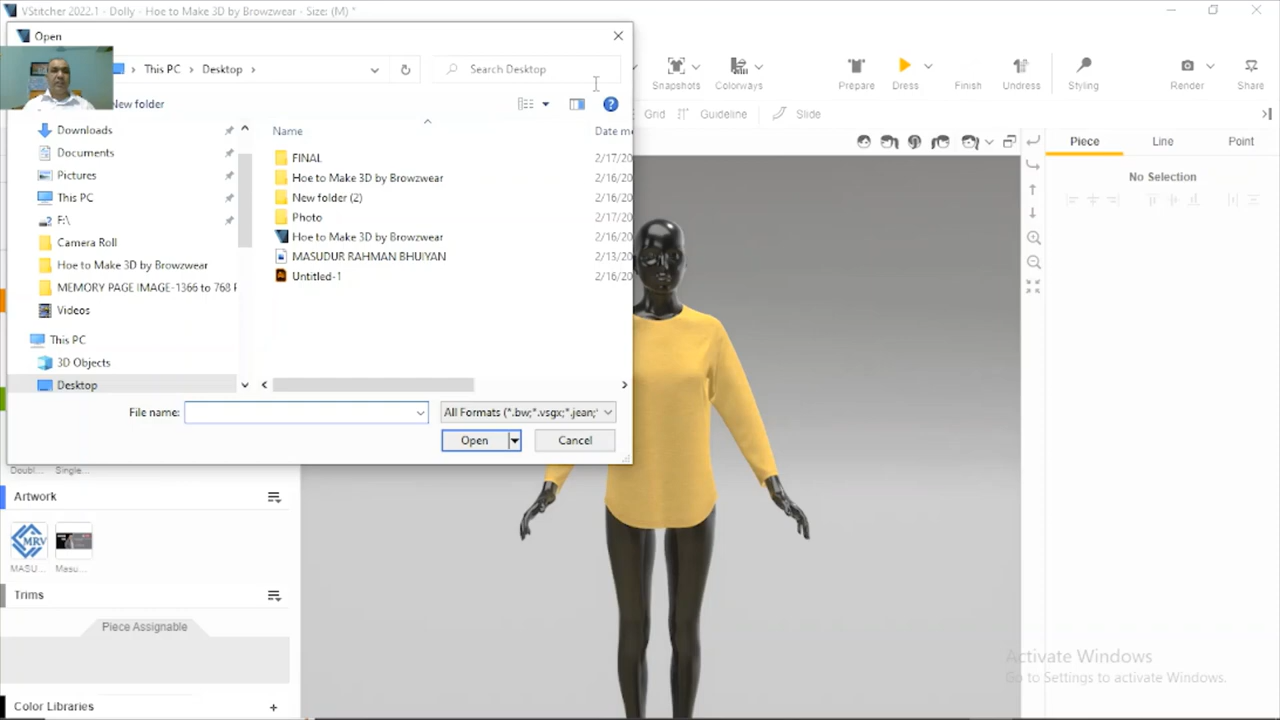 VStitcher 2022.1 - Dolly - Hoe to Make 3D by Browzwear - Size: (M) *
Open
This PC > Desktop >
Search Desktop
New folder
Snapshots
Colorways
Prepare
Dress
Finish
Undress
Styling
Render
Share
Grid
Guideline
Slide
Piece
Line
Point
No Selection
Downloads
Documents
Pictures
This PC
F:\
Camera Roll
Hoe to Make 3D by Browzwear
MEMORY PAGE IMAGE-1366 to 768 F
Videos
This PC
3D Objects
Desktop
Name
Date m
FINAL
2/17/20
Hoe to Make 3D by Browzwear
2/16/20
New folder (2)
2/16/20
Photo
2/17/20
Hoe to Make 3D by Browzwear
2/16/20
MASUDUR RAHMAN BHUIYAN
2/13/20
Untitled-1
2/16/20
File name:
All Formats (*.bw;*.vsgx;*.jean;*
Open
Cancel
Doubl...
Single...
Artwork
MRV
MASU...
Masu...
Trims
Piece Assignable
Color Libraries
Activate Windows
Go to Settings to activate Windows.